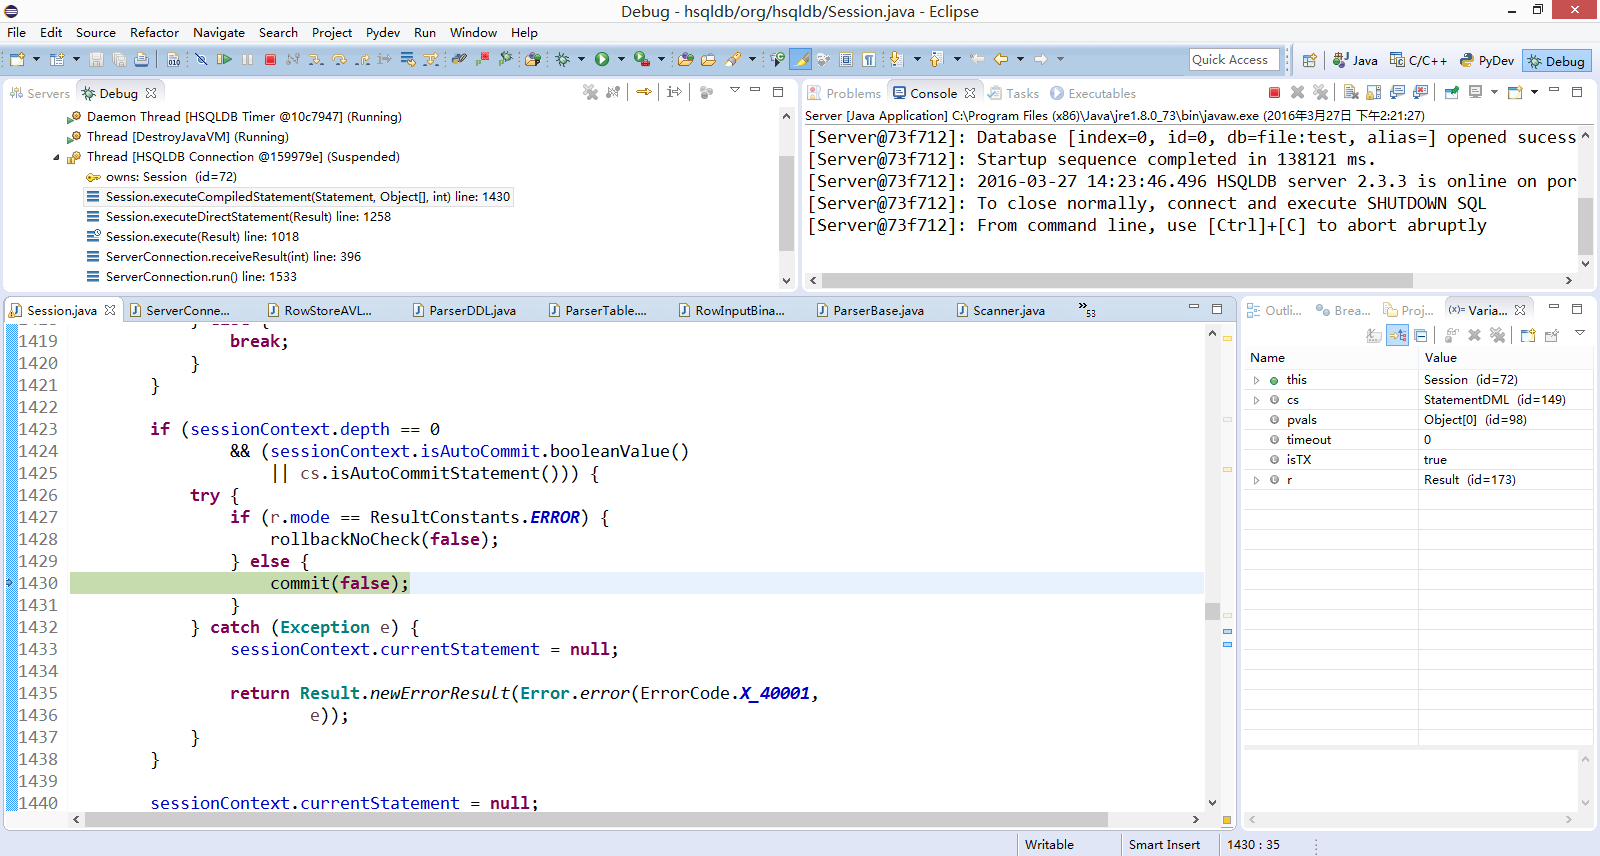 Debug - hsqldb/org/hsqldb/Session.java - Eclipse
File Edit Source Refactor Navigate Search Project Pydev Run Window Help
Quick Access Java C/C++ PyDev Debug
Servers Debug
Daemon Thread [HSQLDB Timer @10c7947] (Running)
Thread [DestroyJavaVM] (Running)
Thread [HSQLDB Connection @159979e] (Suspended)
owns: Session (id=72)
Session.executeCompiledStatement(Statement, Object[], int) line: 1430
Session.executeDirectStatement(Result) line: 1258
Session.execute(Result) line: 1018
ServerConnection.receiveResult(int) line: 396
ServerConnection.run() line: 1533
Problems Console Tasks Executables
Server [Java Application] C:\Program Files (x86)\Java\jre1.8.0_73\bin\javaw.exe (2016年3月27日 下午2:21:27)
[Server@73f712]: Database [index=0, id=0, db=file:test, alias=] opened sucess
[Server@73f712]: Startup sequence completed in 138121 ms.
[Server@73f712]: 2016-03-27 14:23:46.496 HSQLDB server 2.3.3 is online on por
[Server@73f712]: To close normally, connect and execute SHUTDOWN SQL
[Server@73f712]: From command line, use [Ctrl]+[C] to abort abruptly
Session.java ServerConne... RowStoreAVL... ParserDDL.java ParserTable.... RowInputBina... ParserBase.java Scanner.java »53
1419 break;
1420 }
1421 }
1422
1423 if (sessionContext.depth == 0
1424 && (sessionContext.isAutoCommit.booleanValue()
1425 || cs.isAutoCommitStatement())) {
1426 try {
1427 if (r.mode == ResultConstants.ERROR) {
1428 rollbackNoCheck(false);
1429 } else {
1430 commit(false);
1431 }
1432 } catch (Exception e) {
1433 sessionContext.currentStatement = null;
1434
1435 return Result.newErrorResult(Error.error(ErrorCode.X_40001,
1436 e));
1437 }
1438 }
1439
1440 sessionContext.currentStatement = null;
Outli... Brea... Proj... (x)= Varia...
Name Value
this Session (id=72)
cs StatementDML (id=149)
pvals Object[0] (id=98)
timeout 0
isTX true
r Result (id=173)
Writable Smart Insert 1430 : 35